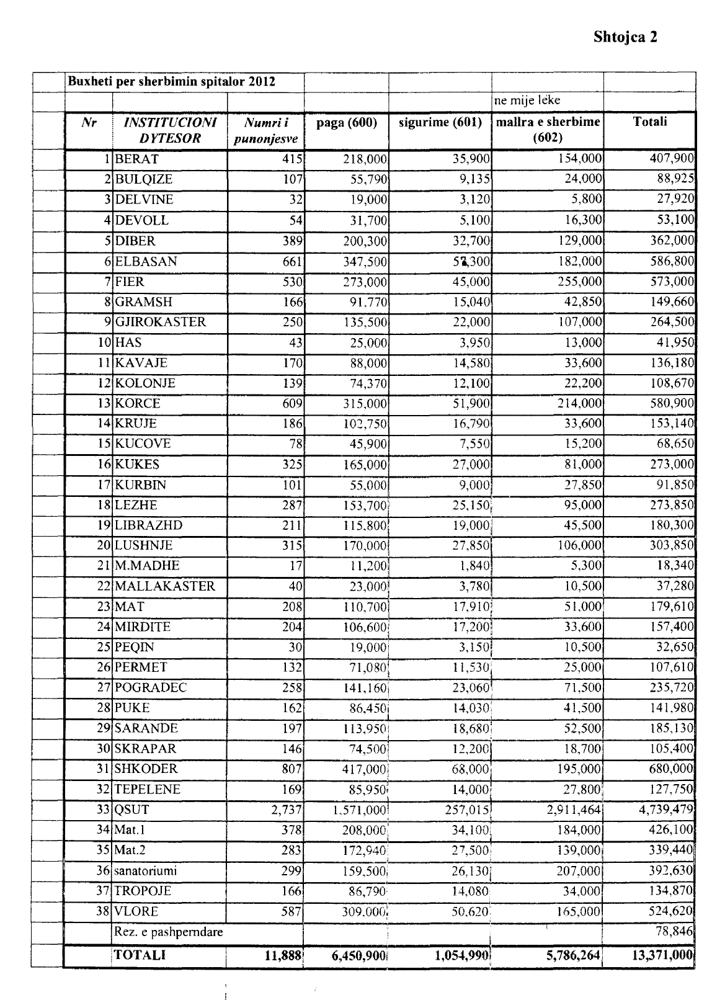 Shtojca 2
Buxheti per sherbimin spitalor 2012
ne mije leke
Nr INSTITUCIONI DYTESOR Numri i punonjesve paga (600) sigurime (601) mallra e sherbime (602) Totali
1 BERAT 415 218,000 35,900 154,000 407,900
2 BULQIZE 107 55,790 9,135 24,000 88,925
3 DELVINE 32 19,000 3,120 5,800 27,920
4 DEVOLL 54 31,700 5,100 16,300 53,100
5 DIBER 389 200,300 32,700 129,000 362,000
6 ELBASAN 661 347,500 57,300 182,000 586,800
7 FIER 530 273,000 45,000 255,000 573,000
8 GRAMSH 166 91,770 15,040 42,850 149,660
9 GJIROKASTER 250 135,500 22,000 107,000 264,500
10 HAS 43 25,000 3,950 13,000 41,950
11 KAVAJE 170 88,000 14,580 33,600 136,180
12 KOLONJE 139 74,370 12,100 22,200 108,670
13 KORCE 609 315,000 51,900 214,000 580,900
14 KRUJE 186 102,750 16,790 33,600 153,140
15 KUCOVE 78 45,900 7,550 15,200 68,650
16 KUKES 325 165,000 27,000 81,000 273,000
17 KURBIN 101 55,000 9,000 27,850 91,850
18 LEZHE 287 153,700 25,150 95,000 273,850
19 LIBRAZHD 211 115,800 19,000 45,500 180,300
20 LUSHNJE 315 170,000 27,850 106,000 303,850
21 M.MADHE 17 11,200 1,840 5,300 18,340
22 MALLAKASTER 40 23,000 3,780 10,500 37,280
23 MAT 208 110,700 17,910 51,000 179,610
24 MIRDITE 204 106,600 17,200 33,600 157,400
25 PEQIN 30 19,000 3,150 10,500 32,650
26 PERMET 132 71,080 11,530 25,000 107,610
27 POGRADEC 258 141,160 23,060 71,500 235,720
28 PUKE 162 86,450 14,030 41,500 141,980
29 SARANDE 197 113,950 18,680 52,500 185,130
30 SKRAPAR 146 74,500 12,200 18,700 105,400
31 SHKODER 807 417,000 68,000 195,000 680,000
32 TEPELENE 169 85,950 14,000 27,800 127,750
33 QSUT 2,737 1,571,000 257,015 2,911,464 4,739,479
34 Mat.1 378 208,000 34,100 184,000 426,100
35 Mat.2 283 172,940 27,500 139,000 339,440
36 sanatoriumi 299 159,500 26,130 207,000 392,630
37 TROPOJE 166 86,790 14,080 34,000 134,870
38 VLORE 587 309,000 50,620 165,000 524,620
Rez. e pashperndare 78,846
TOTALI 11,888 6,450,900 1,054,990 5,786,264 13,371,000